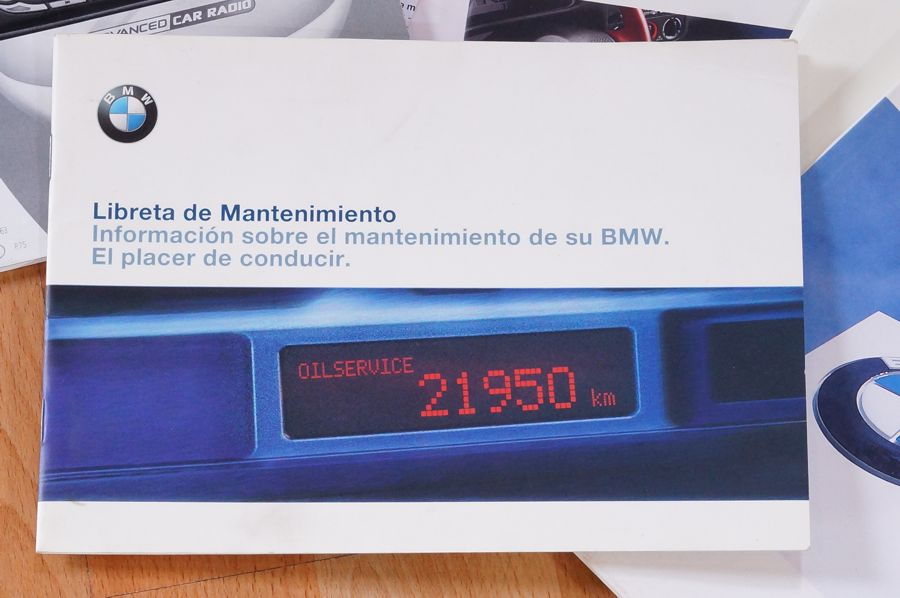 ADVANCED CAR RADIO
BMW
Libreta de Mantenimiento
Información sobre el mantenimiento de su BMW.
El placer de conducir.
OILSERVICE
21950 km